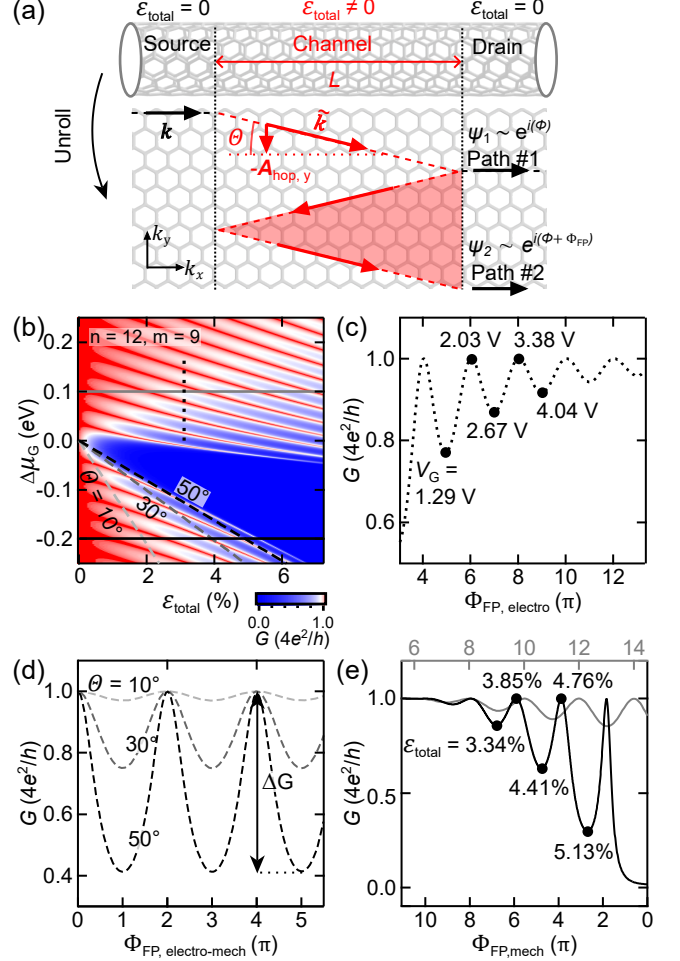 (a)
ε_total = 0
ε_total ≠ 0
ε_total = 0
Source
Channel
Drain
L
Unroll
k
Θ
k̃
-A_hop, y
ψ₁ ~ e^i(Φ)
Path #1
ψ₂ ~ e^i(Φ+ Φ_FP)
Path #2
k_y
k_x
(b)
n = 12, m = 9
Δμ_G (eV)
0.2
0.1
0.0
-0.1
-0.2
Θ = 10°
30°
50°
0
2
4
6
ε_total (%)
0.0
1.0
G (4e²/h)
(c)
2.03 V
3.38 V
4.04 V
2.67 V
V_G =
1.29 V
G (4e²/h)
1.0
0.8
0.6
4
6
8
10
12
Φ_FP, electro (π)
(d)
Θ = 10°
30°
50°
ΔG
G (4e²/h)
1.0
0.8
0.6
0.4
0
1
2
3
4
5
Φ_FP, electro-mech (π)
(e)
6
8
10
12
14
3.85%
4.76%
ε_total = 3.34%
4.41%
5.13%
G (4e²/h)
1.0
0.5
0.0
10
8
6
4
2
0
Φ_FP,mech (π)